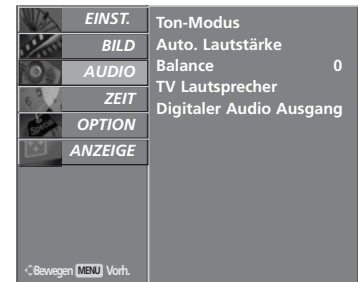 EINST.
BILD
AUDIO
ZEIT
OPTION
ANZEIGE
Ton-Modus
Auto. Lautstärke
Balance 0
TV Lautsprecher
Digitaler Audio Ausgang
Bewegen MENU Vorh.